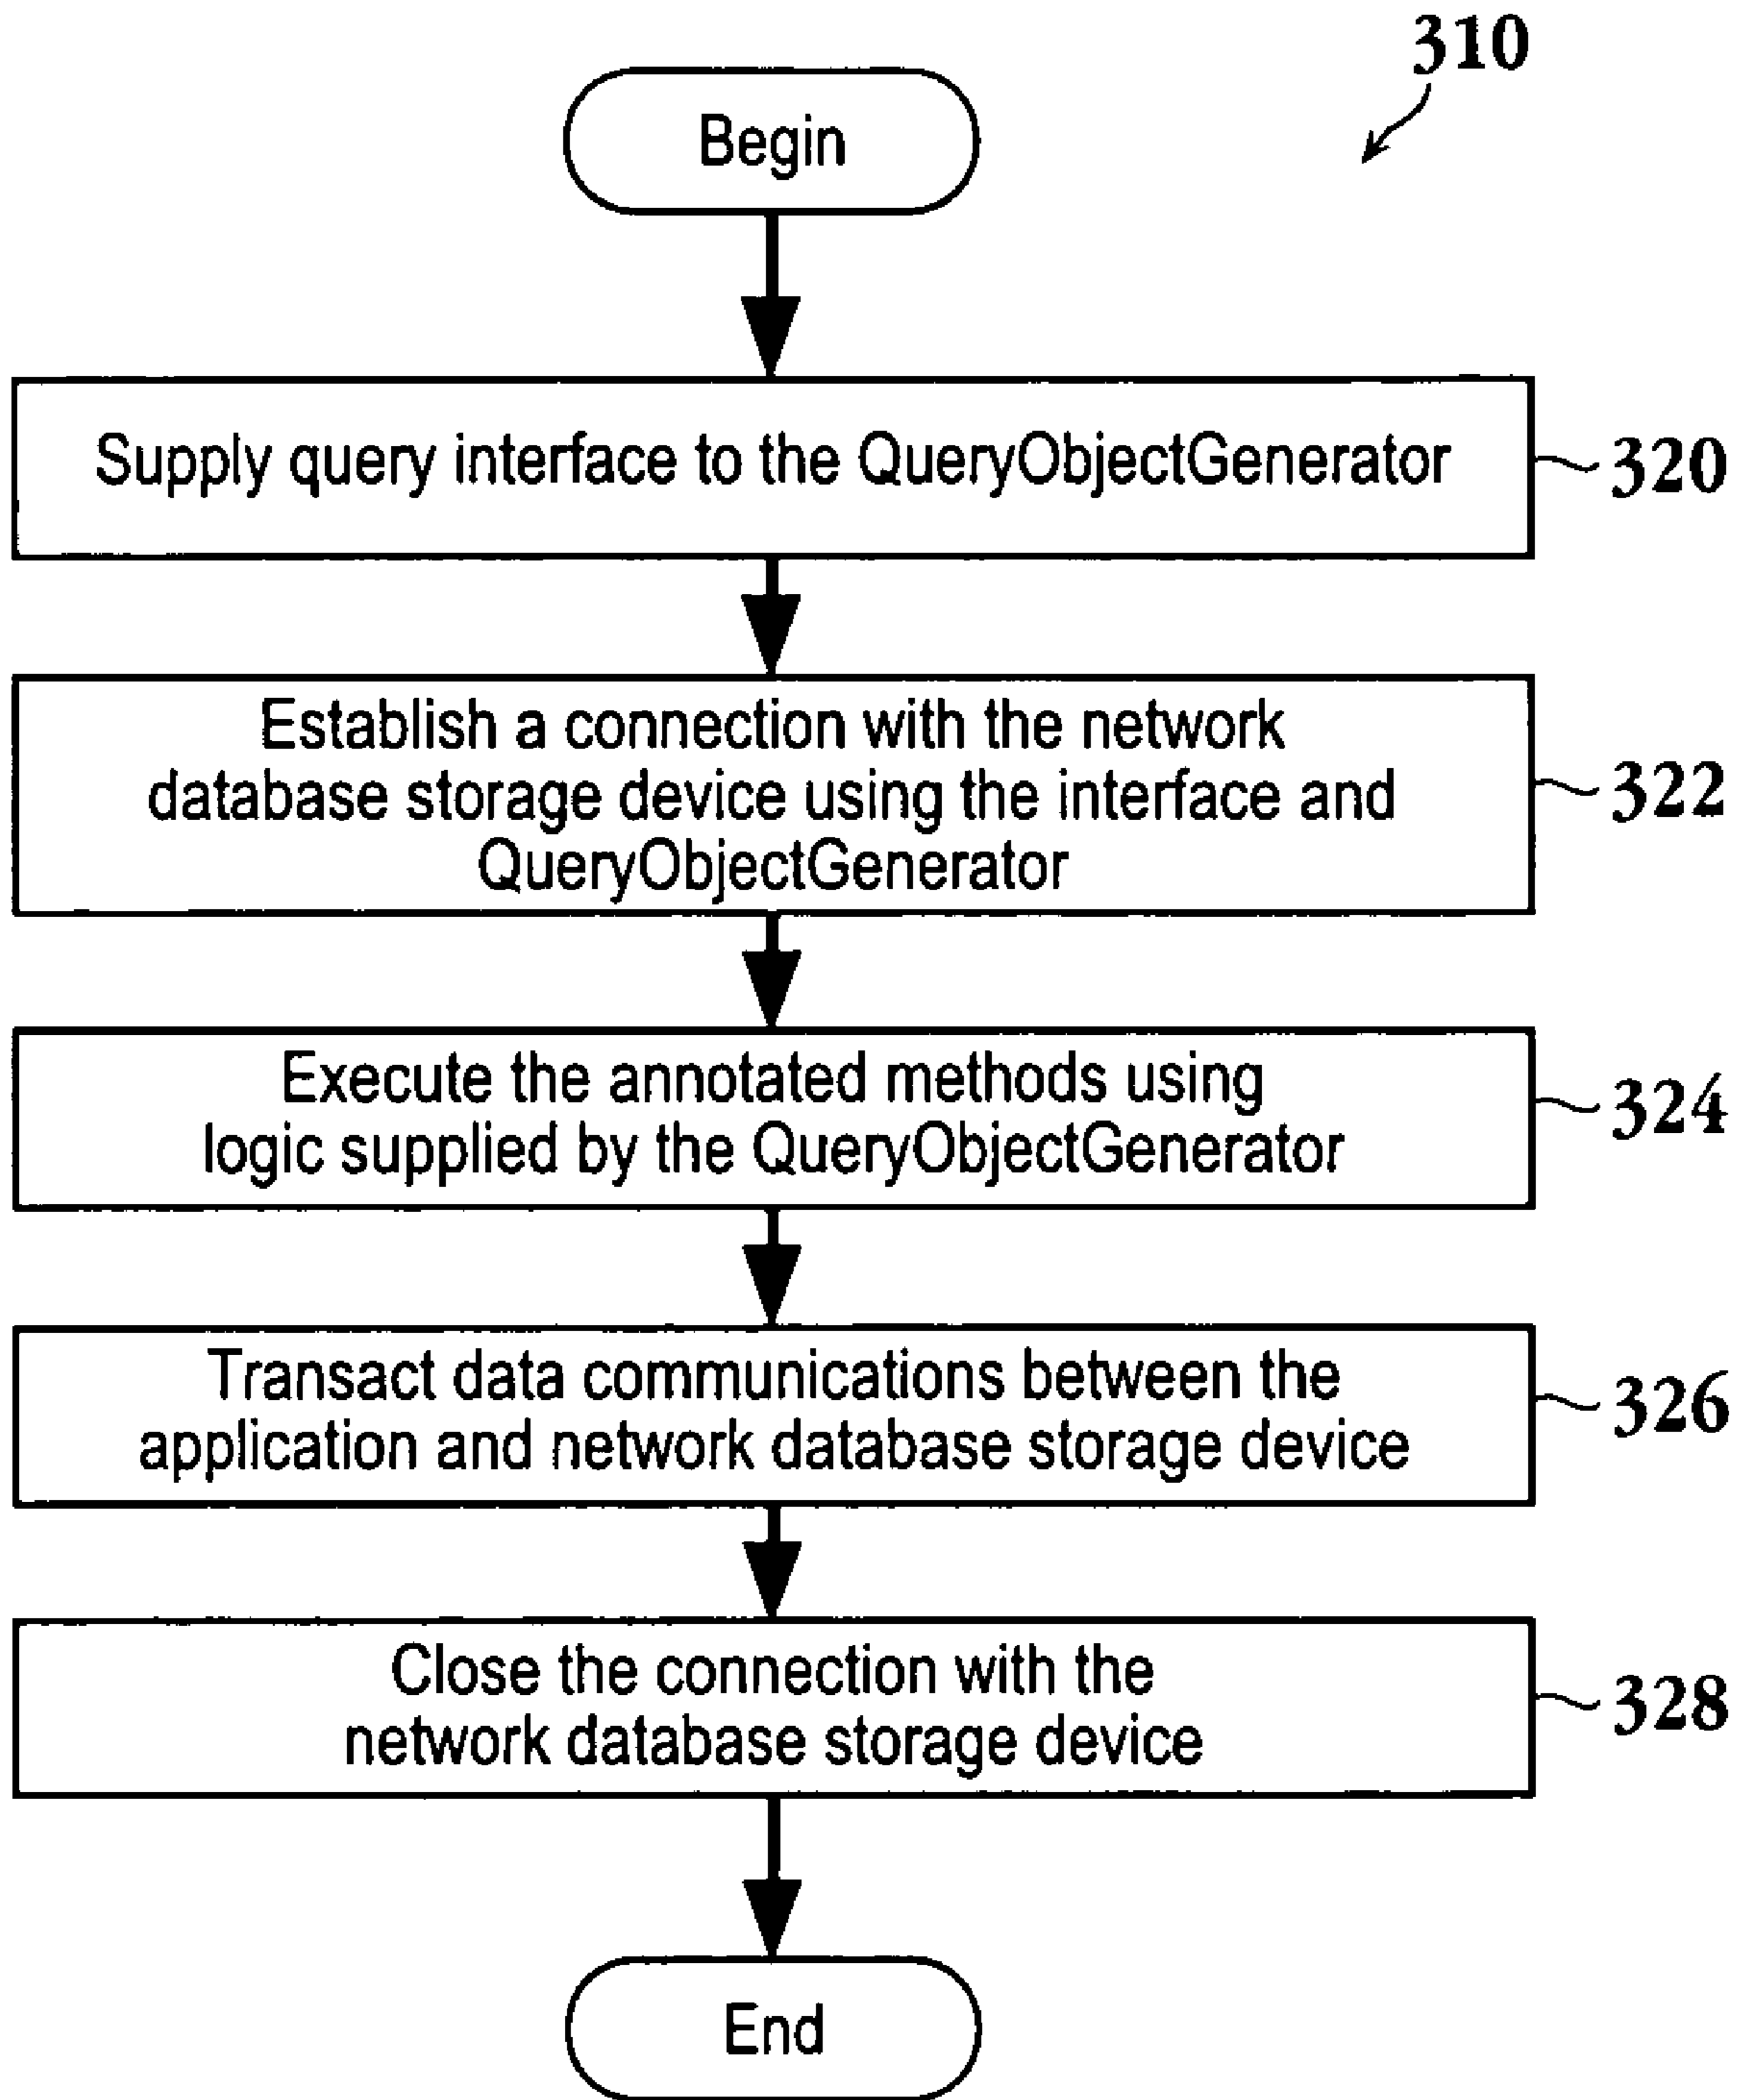 310
Begin
Supply query interface to the QueryObjectGenerator
320
Establish a connection with the network
database storage device using the interface and
QueryObjectGenerator
322
Execute the annotated methods using
logic supplied by the QueryObjectGenerator
324
Transact data communications between the
application and network database storage device
326
Close the connection with the
network database storage device
328
End